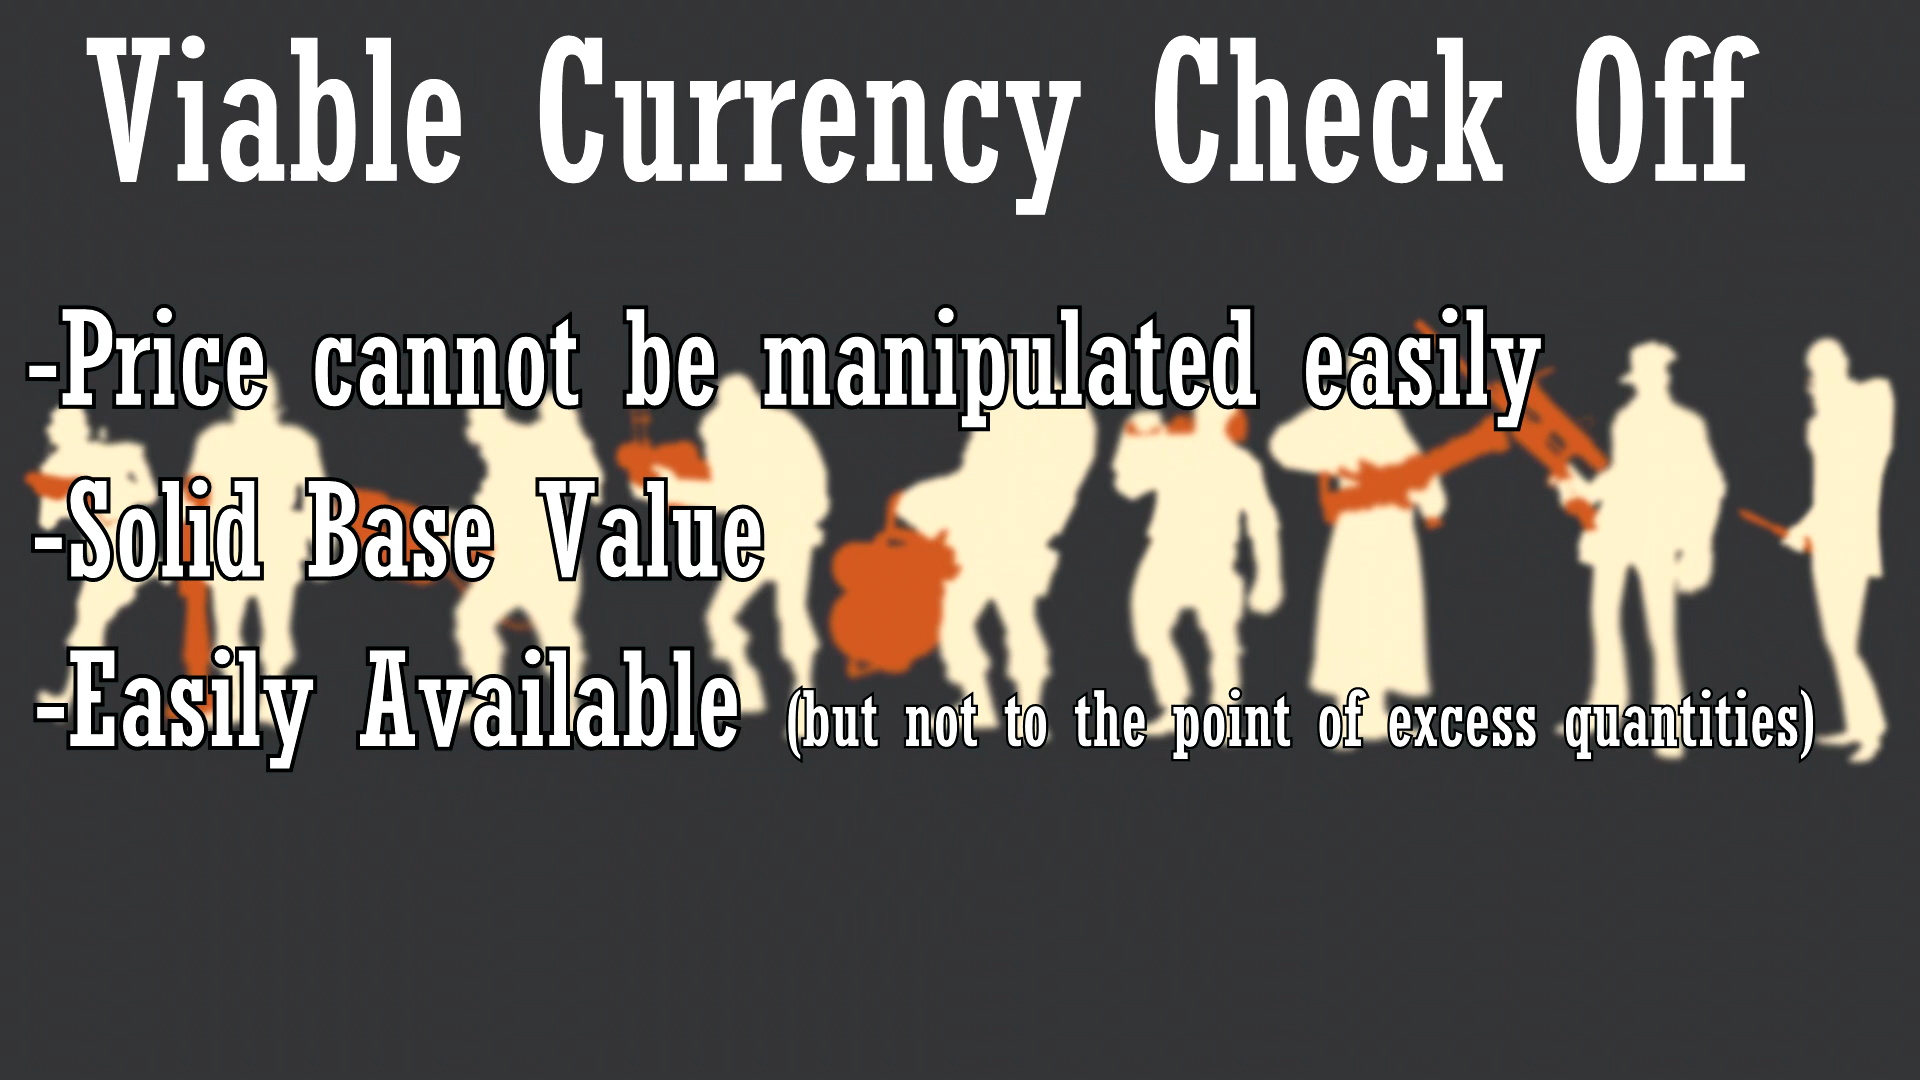 Viable Currency Check Off
-Price cannot be manipulated easily
-Solid Base Value
-Easily Available (but not to the point of excess quantities)